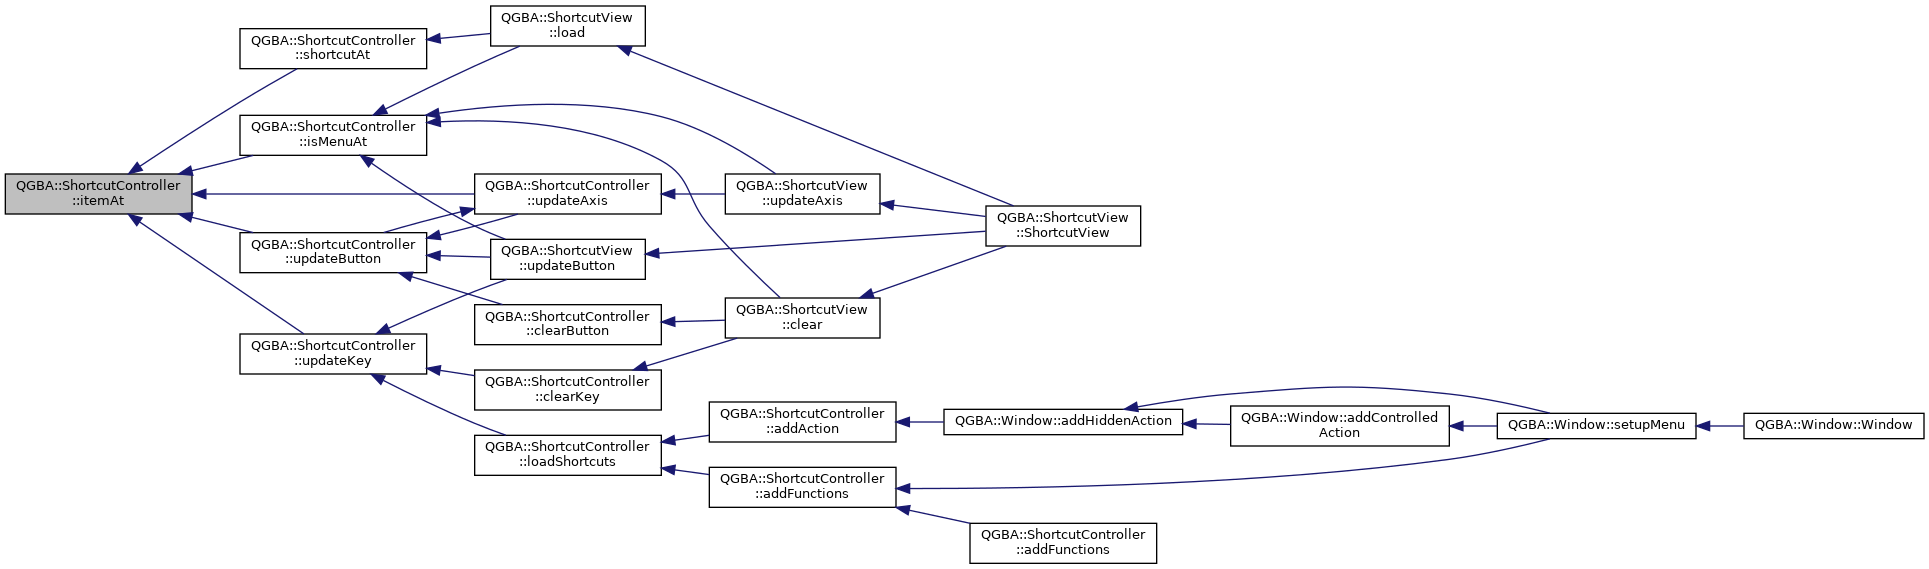 QGBA::ShortcutController
::itemAt
QGBA::ShortcutController
::shortcutAt
QGBA::ShortcutController
::isMenuAt
QGBA::ShortcutController
::updateButton
QGBA::ShortcutController
::updateKey
QGBA::ShortcutView
::load
QGBA::ShortcutController
::updateAxis
QGBA::ShortcutView
::updateButton
QGBA::ShortcutController
::clearButton
QGBA::ShortcutController
::clearKey
QGBA::ShortcutController
::loadShortcuts
QGBA::ShortcutView
::updateAxis
QGBA::ShortcutView
::clear
QGBA::ShortcutController
::addAction
QGBA::ShortcutController
::addFunctions
QGBA::ShortcutView
::ShortcutView
QGBA::Window::addHiddenAction
QGBA::ShortcutController
::addFunctions
QGBA::Window::addControlled
Action
QGBA::Window::setupMenu
QGBA::Window::Window